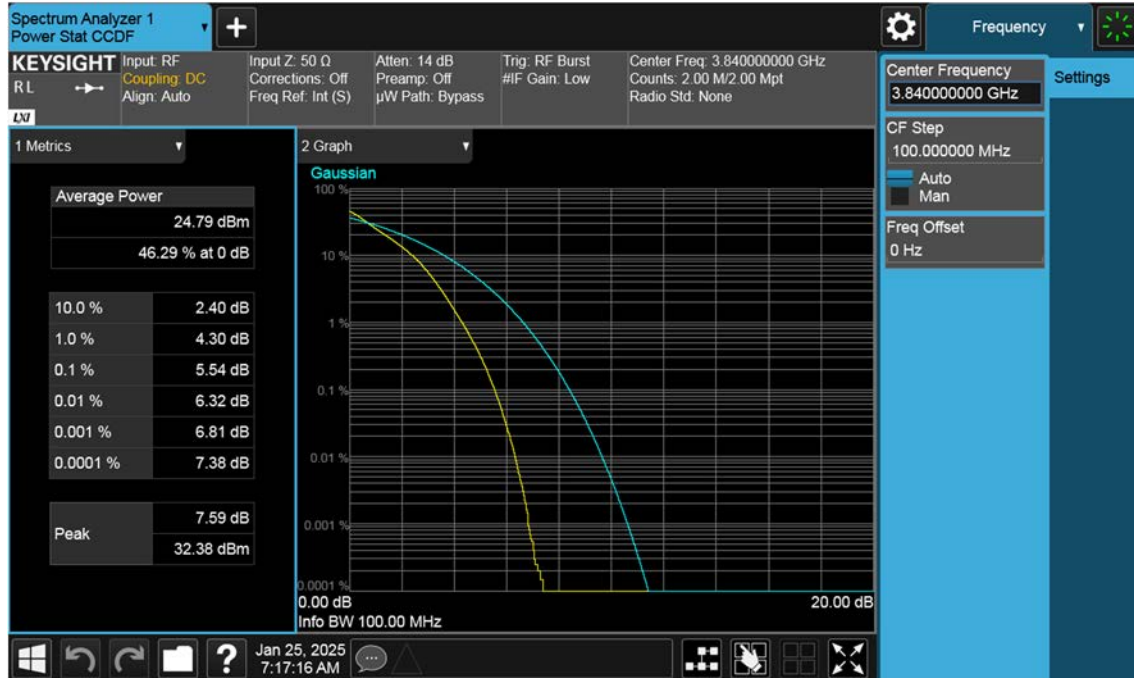 Spectrum Analyzer 1
Power Stat CCDF
+
Frequency
KEYSIGHT
R L
LXI
Input: RF
Coupling: DC
Align: Auto
Input Z: 50 Ω
Corrections: Off
Freq Ref: Int (S)
Atten: 14 dB
Preamp: Off
µW Path: Bypass
Trig: RF Burst
#IF Gain: Low
Center Freq: 3.840000000 GHz
Counts: 2.00 M/2.00 Mpt
Radio Std: None
Center Frequency
3.840000000 GHz
Settings
CF Step
100.000000 MHz
Auto
Man
Freq Offset
0 Hz
1 Metrics
Average Power
24.79 dBm
46.29 % at 0 dB
10.0 % 2.40 dB
1.0 % 4.30 dB
0.1 % 5.54 dB
0.01 % 6.32 dB
0.001 % 6.81 dB
0.0001 % 7.38 dB
Peak
7.59 dB
32.38 dBm
2 Graph
Gaussian
100 %
10 %
1 %
0.1 %
0.01 %
0.001 %
0.0001 %
0.00 dB 20.00 dB
Info BW 100.00 MHz
?
Jan 25, 2025
7:17:16 AM